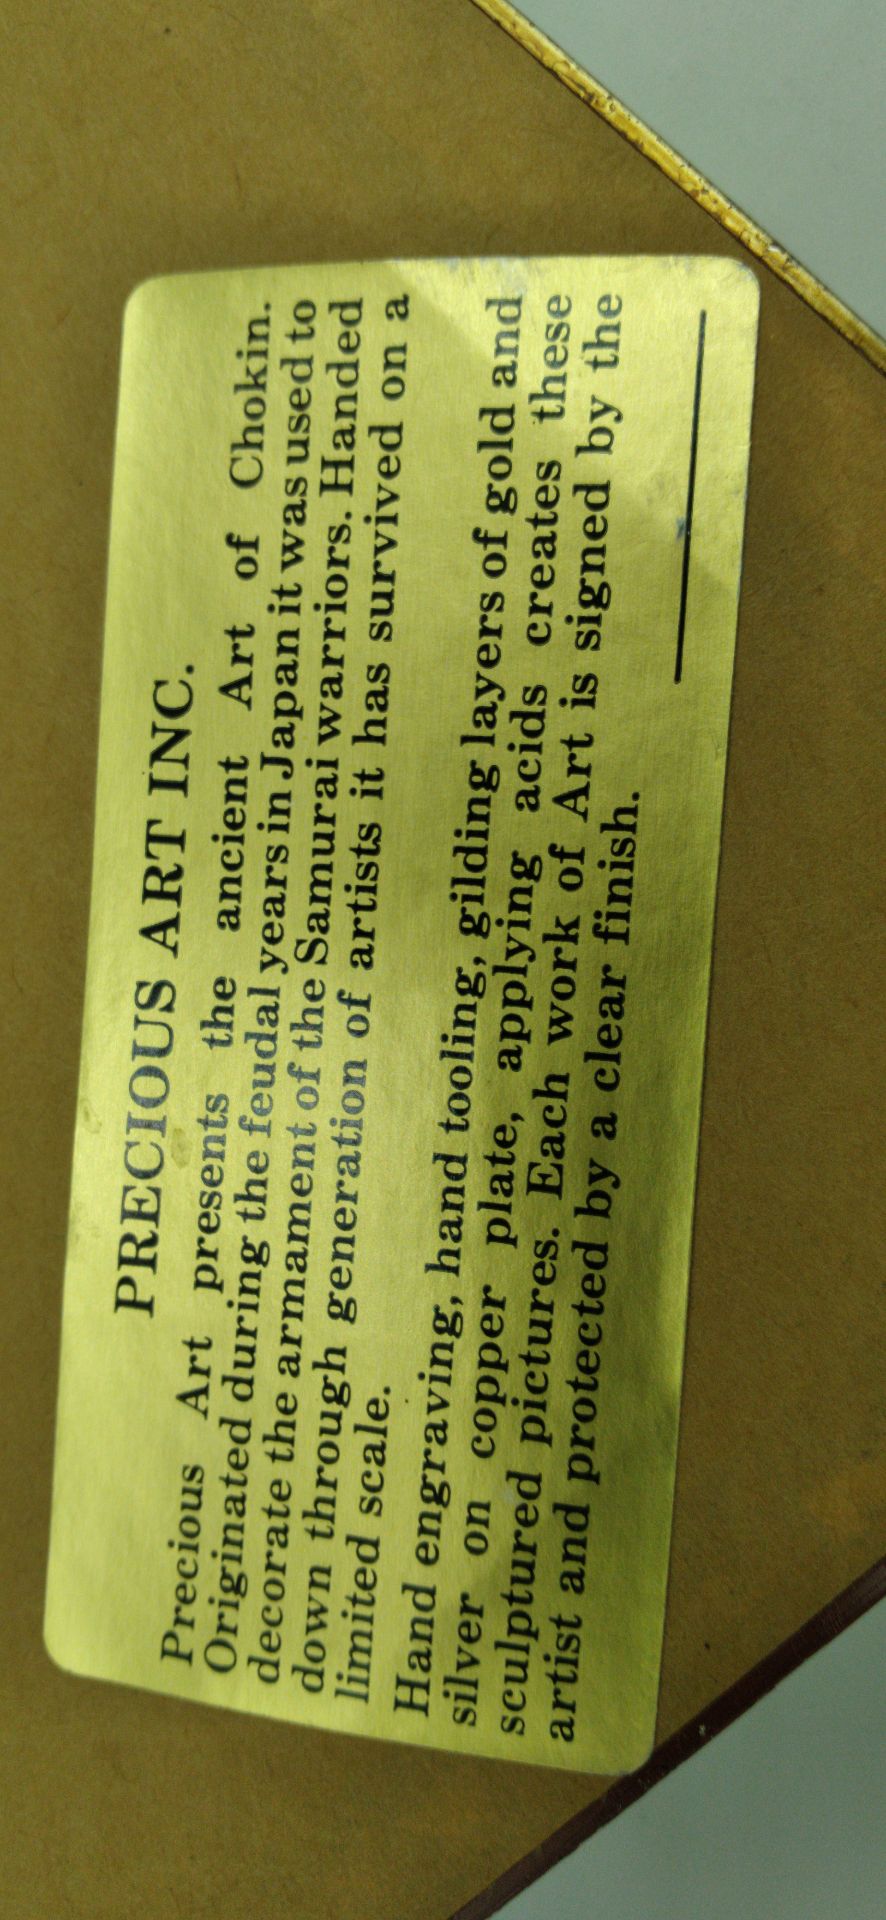 PRECIOUS ART INC.
Precious Art presents the ancient Art of Chokin.
Originated during the feudal years in Japan it was used to
decorate the armament of the Samurai warriors. Handed
down through generation of artists it has survived on a
limited scale.
Hand engraving, hand tooling, gilding layers of gold and
silver on copper plate, applying acids creates these
sculptured pictures. Each work of Art is signed by the
artist and protected by a clear finish.